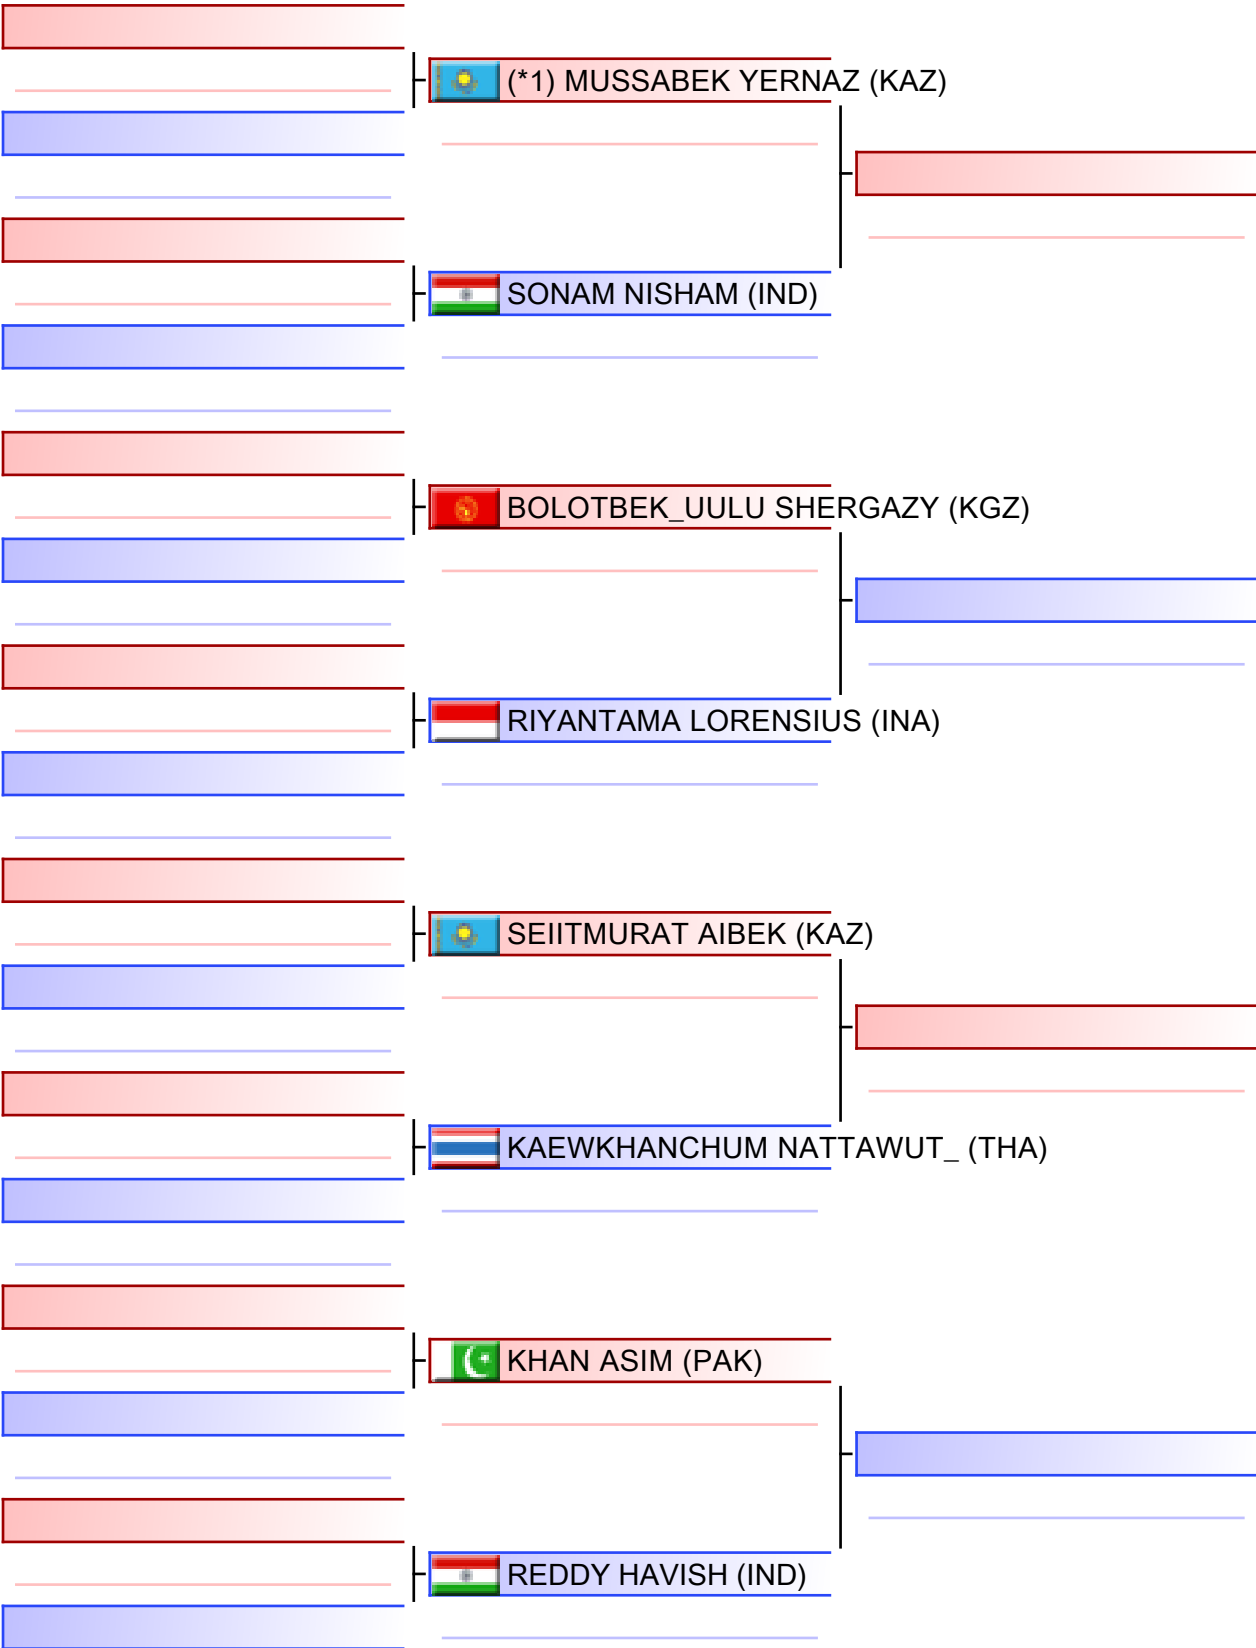 (*1) MUSSABEK YERNAZ (KAZ)
SONAM NISHAM (IND)
BOLOTBEK_UULU SHERGAZY (KGZ)
RIYANTAMA LORENSIUS (INA)
SEIITMURAT AIBEK (KAZ)
KAEWKHANCHUM NATTAWUT_ (THA)
KHAN ASIM (PAK)
REDDY HAVISH (IND)